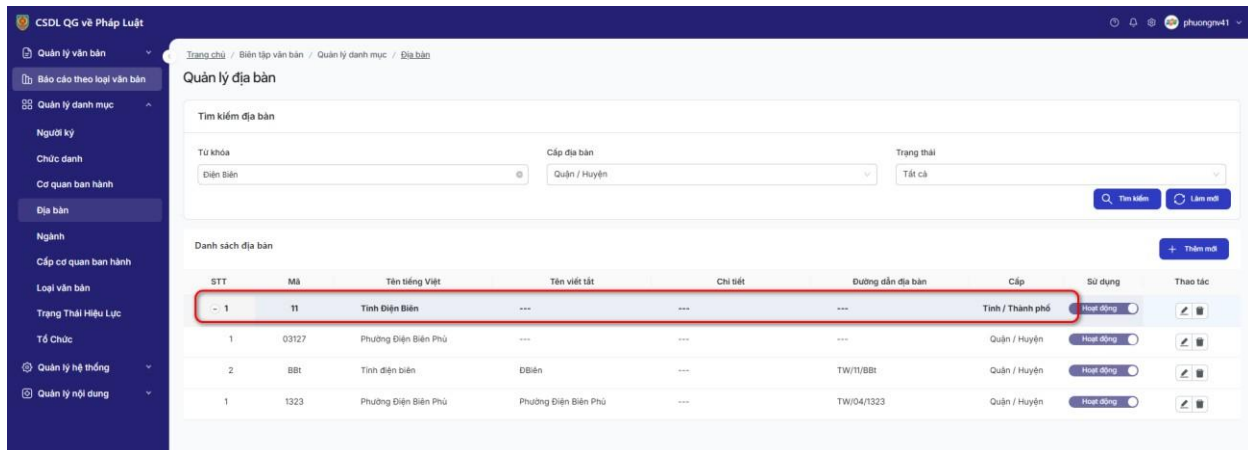 CSDL QG về Pháp Luật
phuongnv41
Quản lý văn bản
Báo cáo theo loại văn bản
Quản lý danh mục
Người ký
Chức danh
Cơ quan ban hành
Địa bàn
Ngành
Cấp cơ quan ban hành
Loại văn bản
Trạng Thái Hiệu Lực
Tổ Chức
Quản lý hệ thống
Quản lý nội dung
Trang chủ / Biên tập văn bản / Quản lý danh mục / Địa bàn
Quản lý địa bàn
Tìm kiếm địa bàn
Từ khóa Cấp địa bàn Trạng thái
Điện Biên Quận / Huyện Tất cả
Tìm kiếm Làm mới
Danh sách địa bàn
+ Thêm mới
STT Mã Tên tiếng Việt Tên viết tắt Chi tiết Đường dẫn địa bàn Cấp Sử dụng Thao tác
- 1 11 Tỉnh Điện Biên --- --- --- Tỉnh / Thành phố Hoạt động
1 03127 Phường Điện Biên Phủ --- --- --- Quận / Huyện Hoạt động
2 BBt Tỉnh điện biên ĐBiên --- TW/11/BBt Quận / Huyện Hoạt động
1 1323 Phường Điện Biên Phủ Phường Điện Biên Phủ --- TW/04/1323 Quận / Huyện Hoạt động